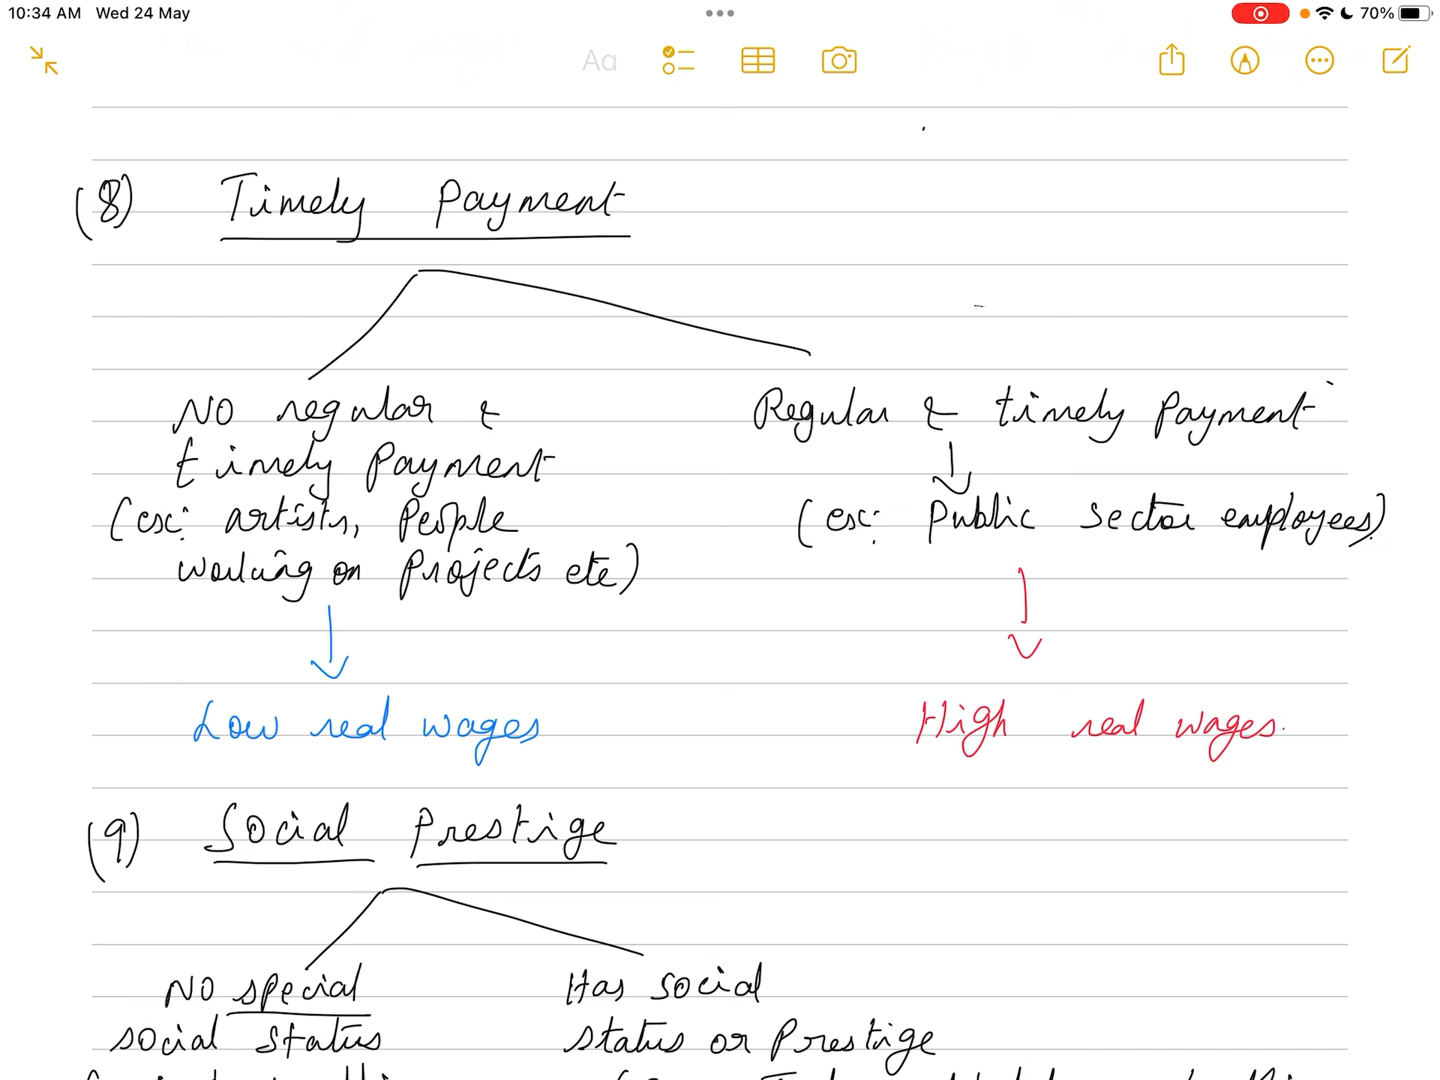 10:34 AM Wed 24 May
70%
Aa
(8) Timely Payment
No regular & Regular & timely Payment
timely Payment
(ex: artists, People (ex: Public Sector employees)
working on Projects etc)
Low real wages High real wages.
(9) Social Prestige
No special Has social
social status status or Prestige